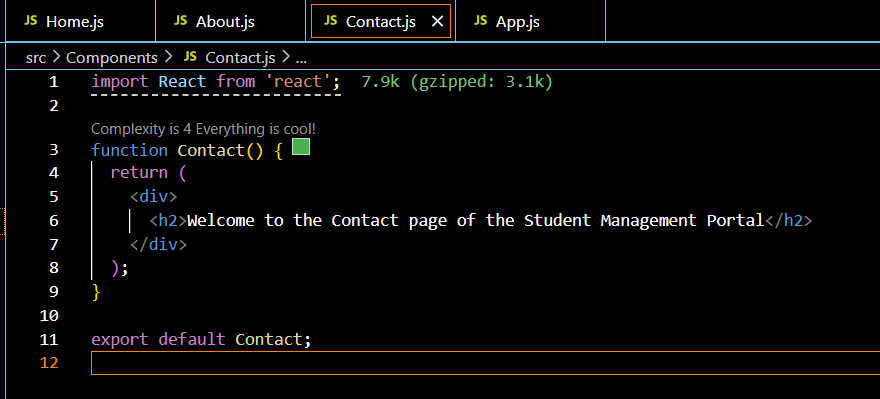 JS Home.js JS About.js JS Contact.js × JS App.js
src > Components > JS Contact.js > ...
1 import React from 'react'; 7.9k (gzipped: 3.1k)
2
Complexity is 4 Everything is cool!
3 function Contact() {
4 return (
5 <div>
6 <h2>Welcome to the Contact page of the Student Management Portal</h2>
7 </div>
8 );
9 }
10
11 export default Contact;
12